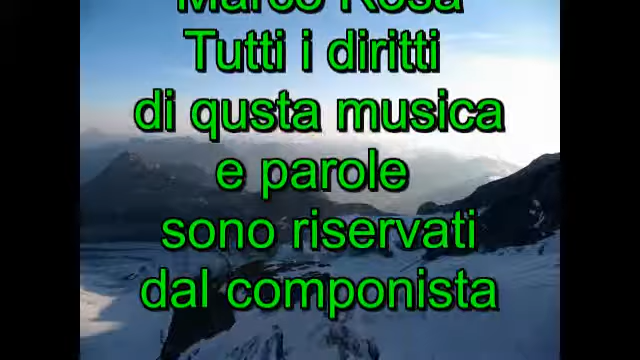 Marco Rosa
Tutti i diritti
di qusta musica
e parole
sono riservati
dal componista